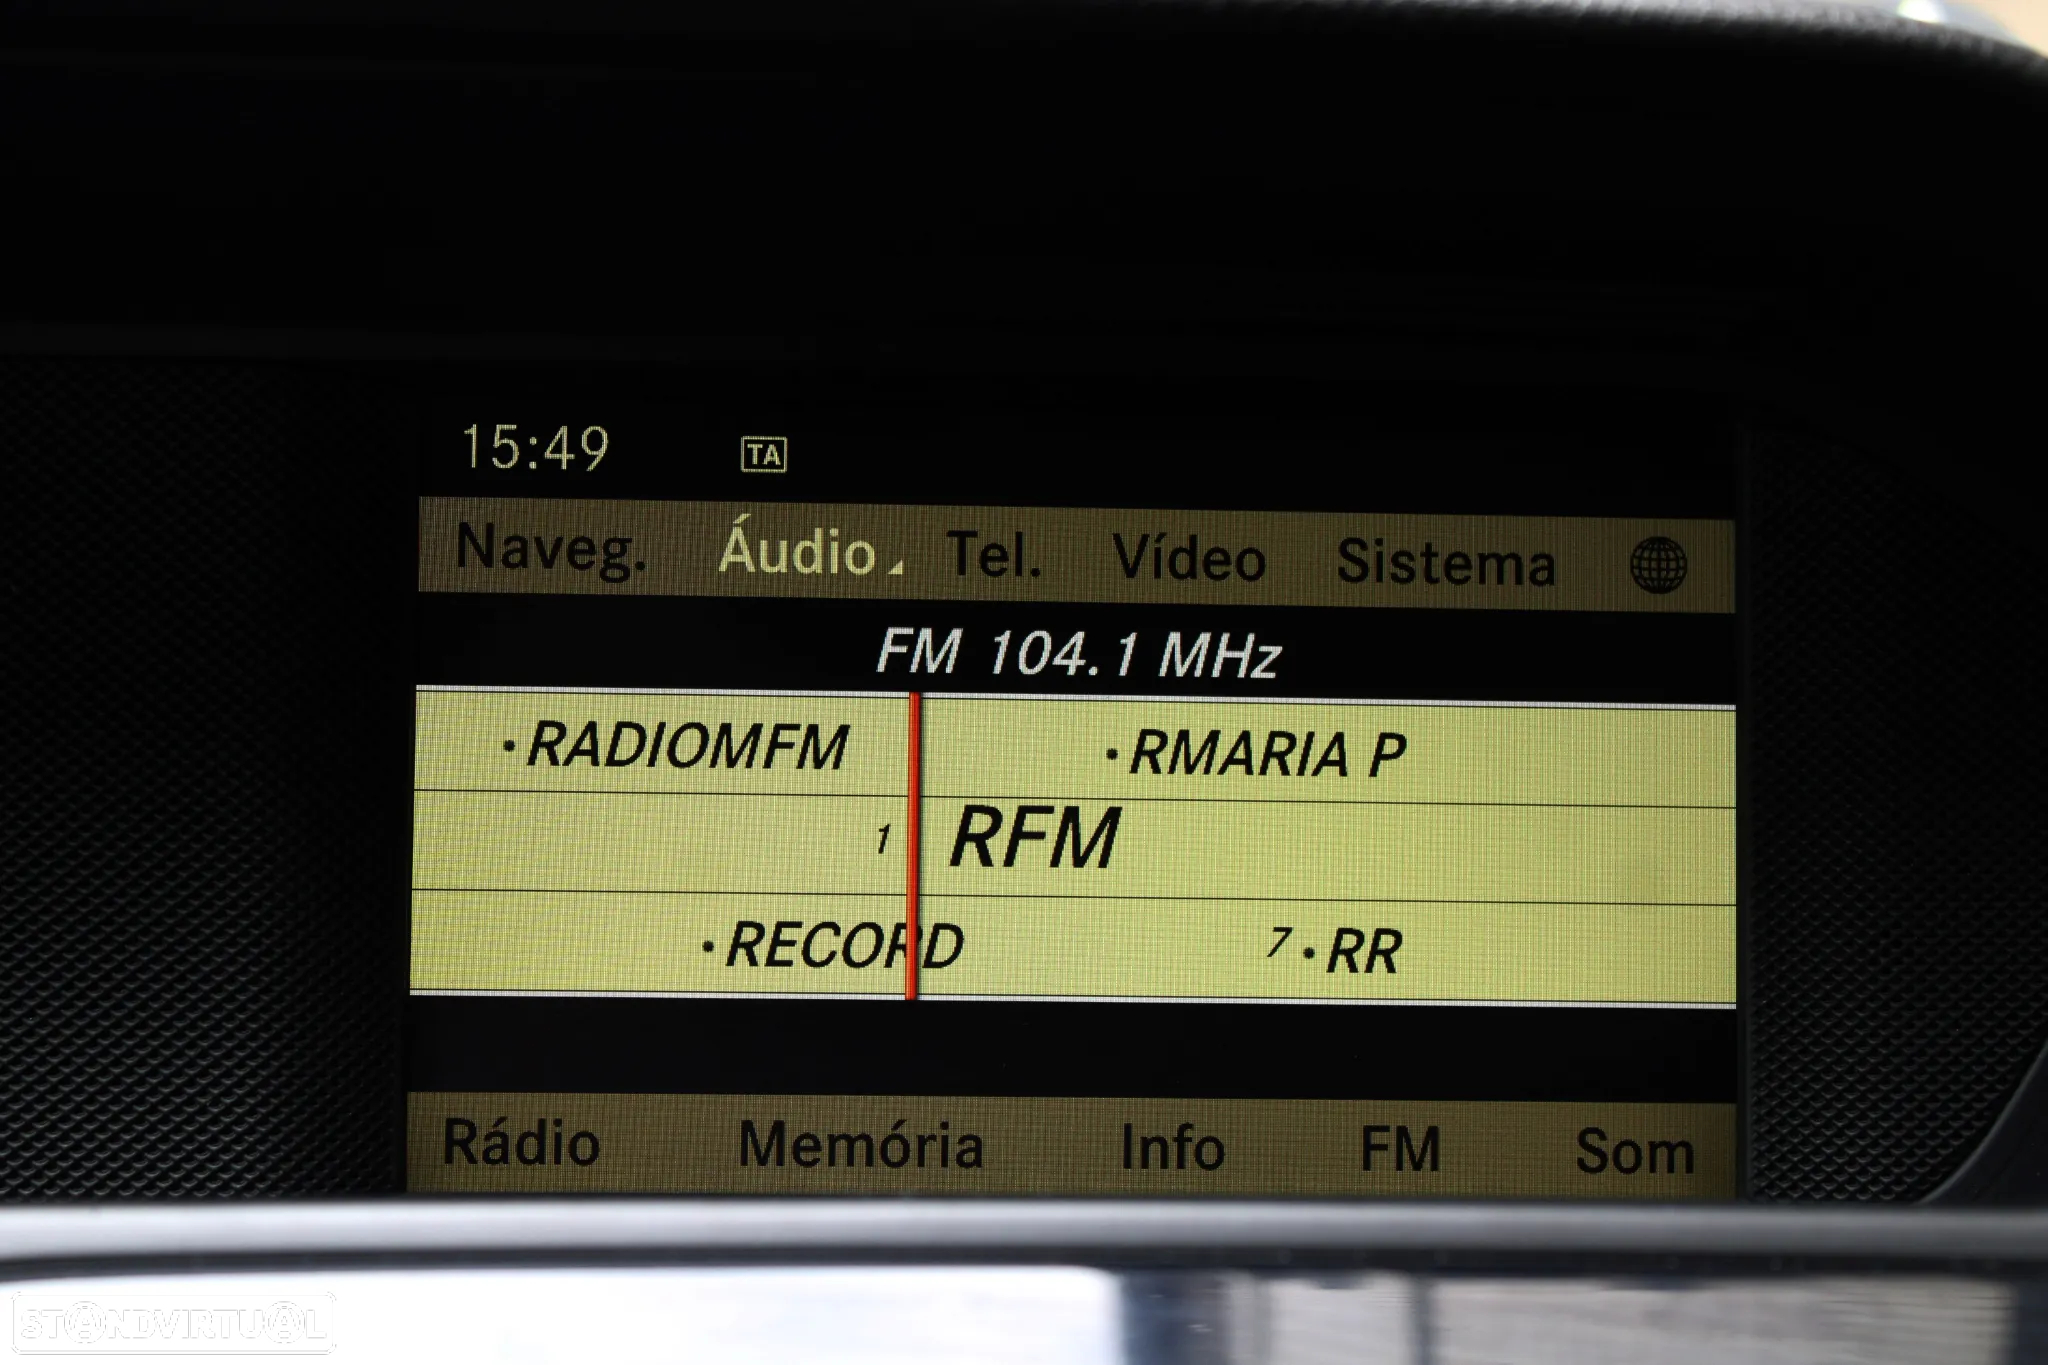 15:49 TA
Naveg. Áudio Tel. Vídeo Sistema
FM 104.1 MHz
·RADIOMFM ·RMARIA P
1 RFM
·RECORD 7·RR
Rádio Memória Info FM Som
STANDVIRTUAL